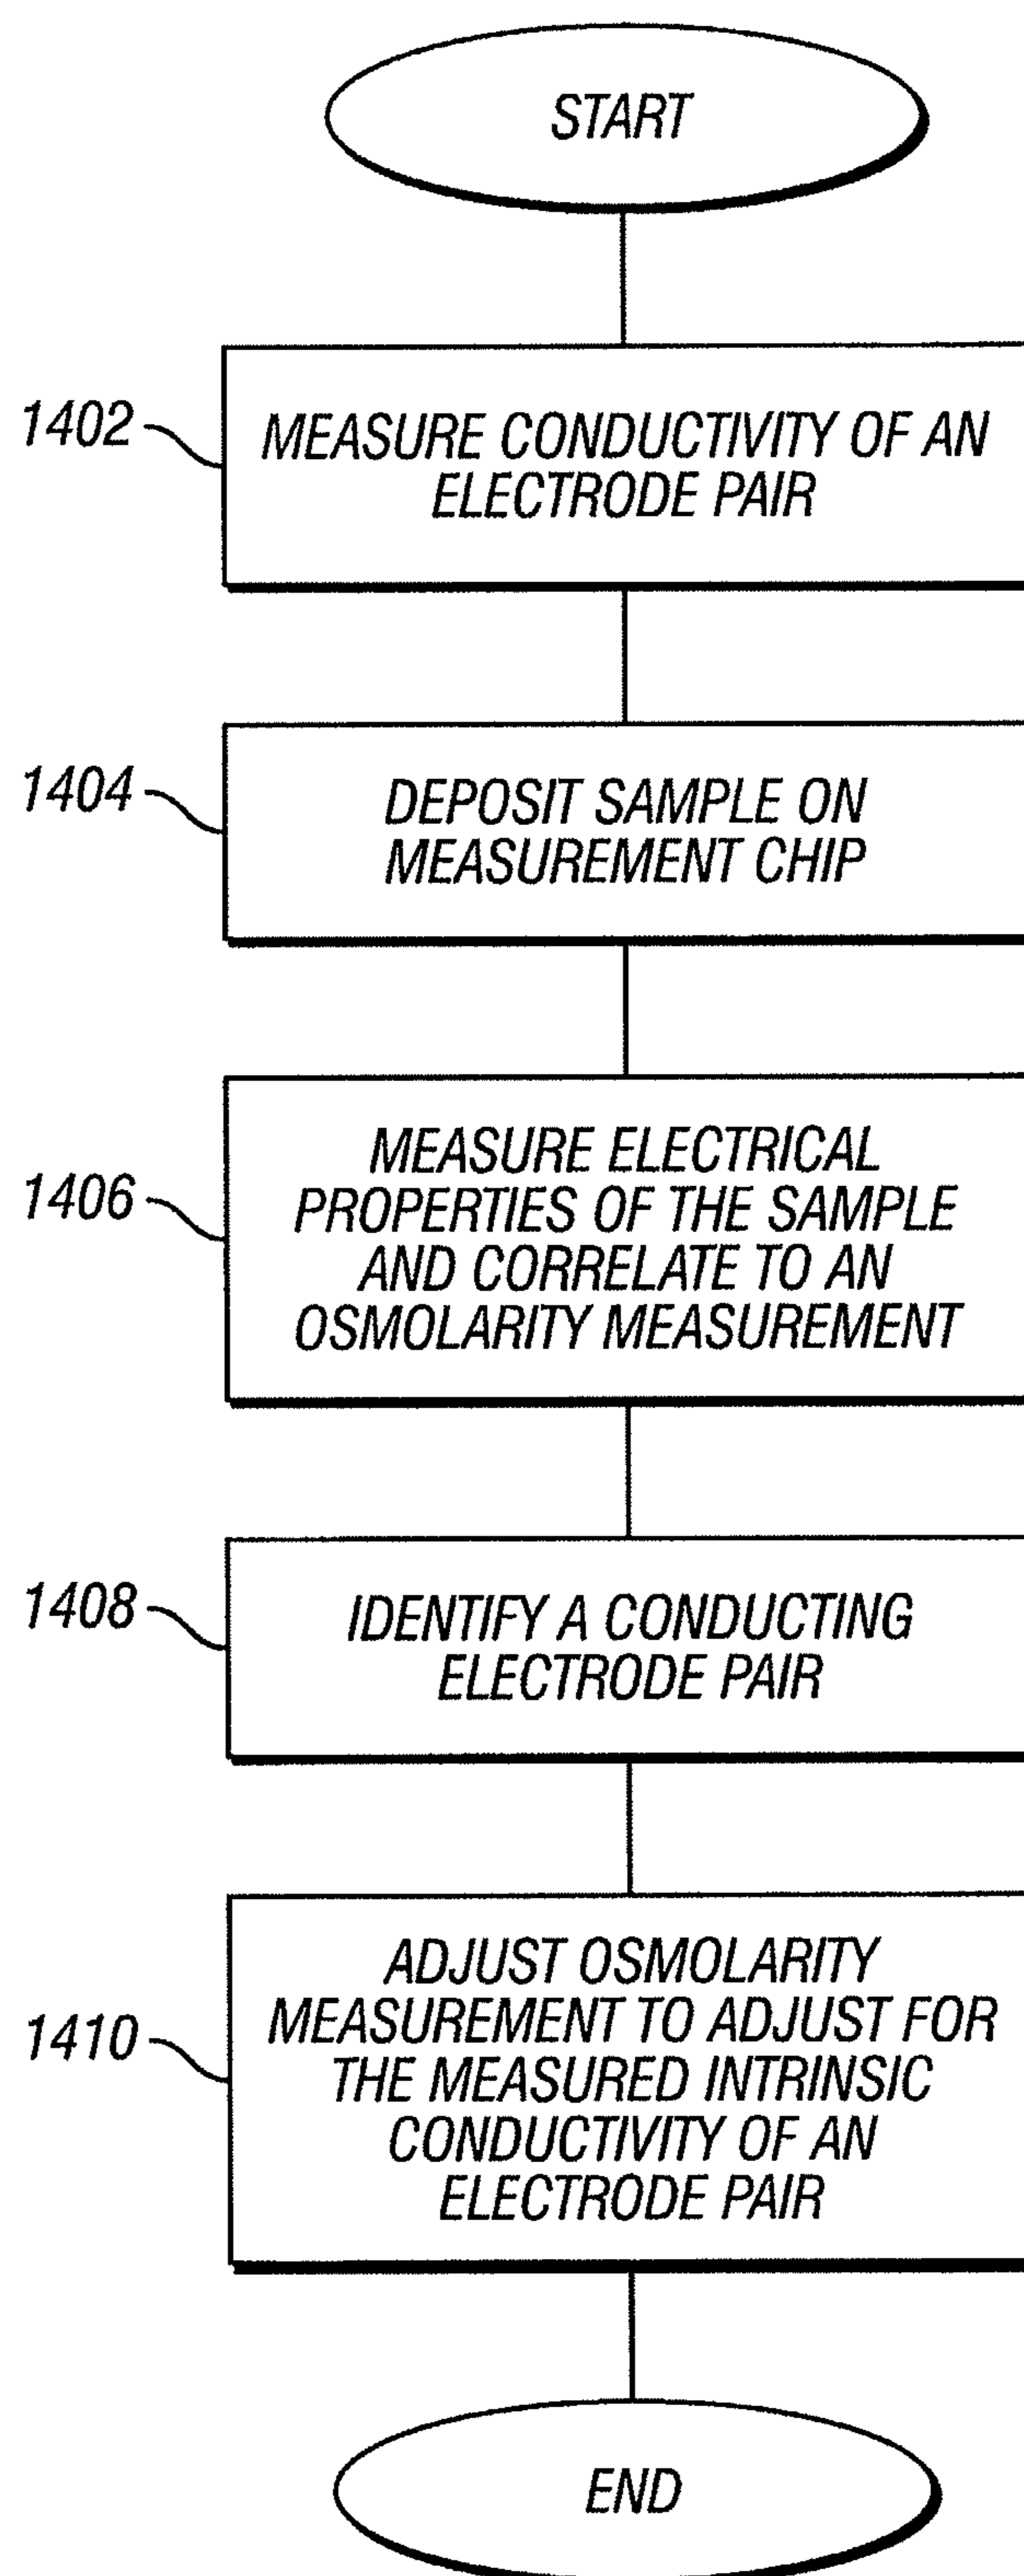 START
1402
MEASURE CONDUCTIVITY OF AN
ELECTRODE PAIR
1404
DEPOSIT SAMPLE ON
MEASUREMENT CHIP
1406
MEASURE ELECTRICAL
PROPERTIES OF THE SAMPLE
AND CORRELATE TO AN
OSMOLARITY MEASUREMENT
1408
IDENTIFY A CONDUCTING
ELECTRODE PAIR
1410
ADJUST OSMOLARITY
MEASUREMENT TO ADJUST FOR
THE MEASURED INTRINSIC
CONDUCTIVITY OF AN
ELECTRODE PAIR
END